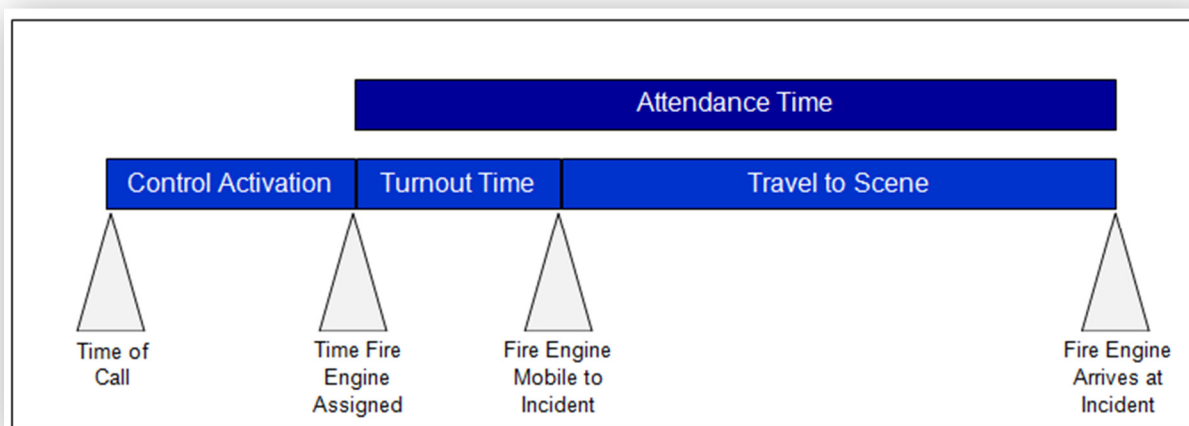 Attendance Time
Control Activation
Turnout Time
Travel to Scene
Time of
Call
Time Fire
Engine
Assigned
Fire Engine
Mobile to
Incident
Fire Engine
Arrives at
Incident